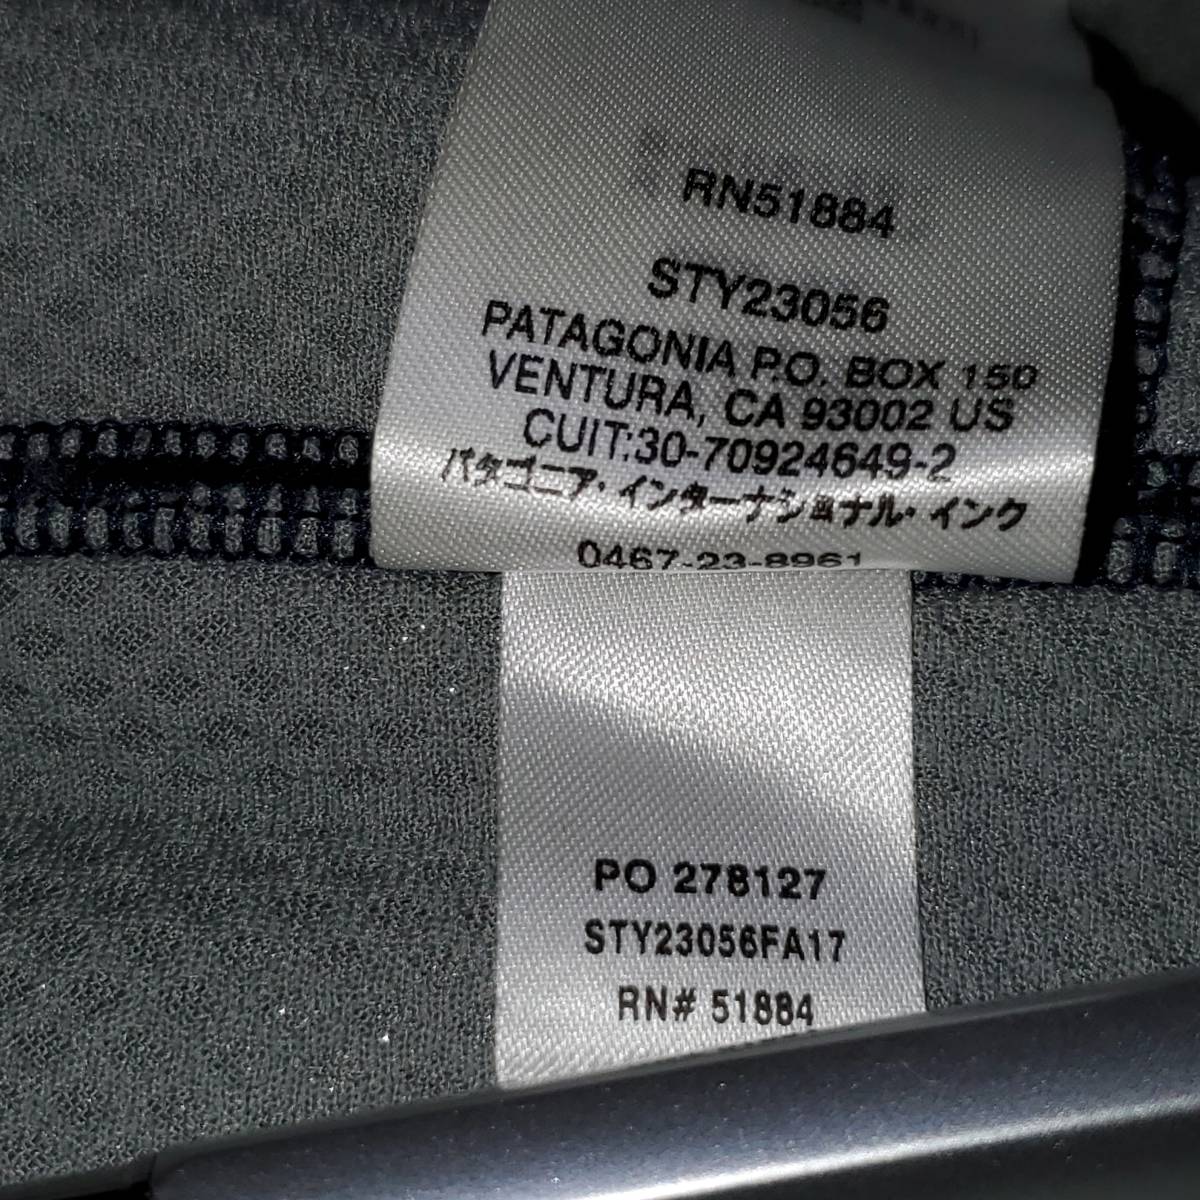 RN51884
STY23056
PATAGONIA P.O. BOX 150
VENTURA, CA 93002 US
CUIT:30-70924649-2
パタゴニア・インターナショナル・インク
0467-23-8961
PO 278127
STY23056FA17
RN# 51884